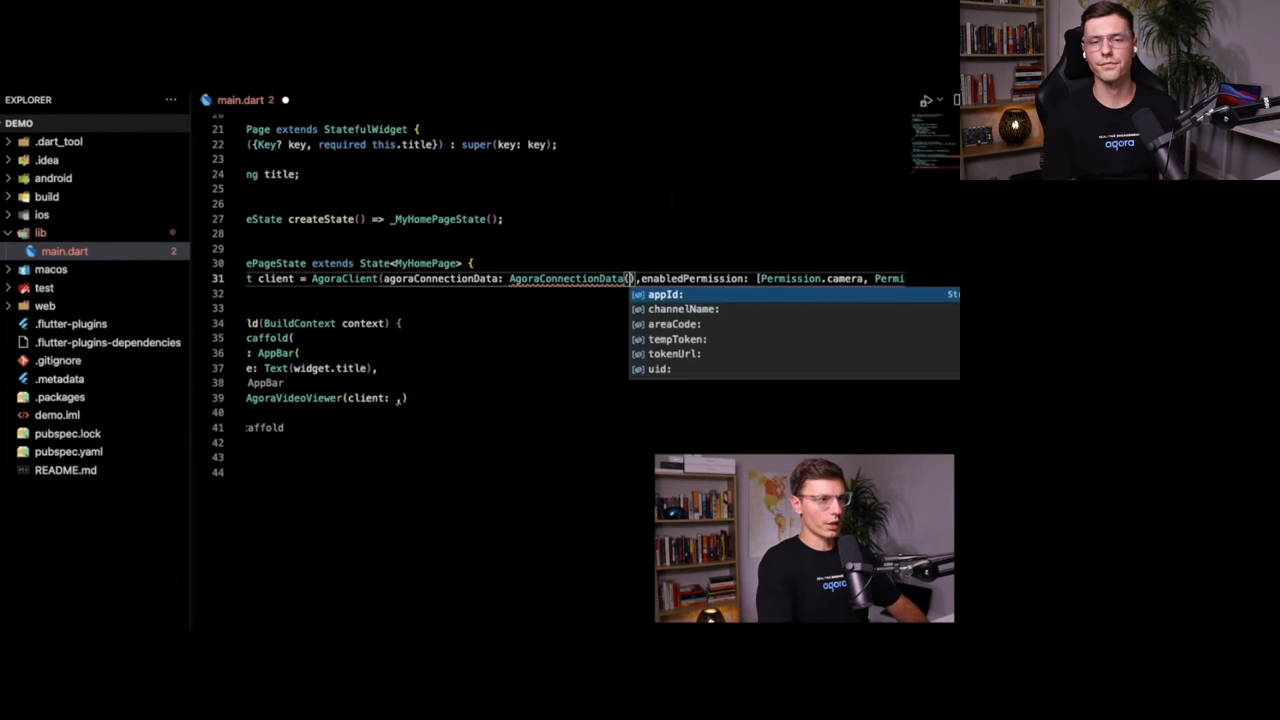 EXPLORER
DEMO
.dart_tool
.idea
android
build
ios
lib
main.dart 2
macos
test
web
.flutter-plugins
.flutter-plugins-dependencies
.gitignore
.metadata
.packages
demo.iml
pubspec.lock
pubspec.yaml
README.md
main.dart 2
21 Page extends StatefulWidget {
22 ({Key? key, required this.title}) : super(key: key);
23
24 ng title;
25
26
27 eState createState() => _MyHomePageState();
28
29
30 ePageState extends State<MyHomePage> {
31 t client = AgoraClient(agoraConnectionData: AgoraConnectionData(),enabledPermission: [Permission.camera, Permi
appId: Str
channelName:
areaCode:
tempToken:
tokenUrl:
uid:
32
33
34 ld(BuildContext context) {
35 caffold(
36 : AppBar(
37 e: Text(widget.title),
38 AppBar
39 AgoraVideoViewer(client: ,)
40
41 caffold
42
43
44
agora
agora